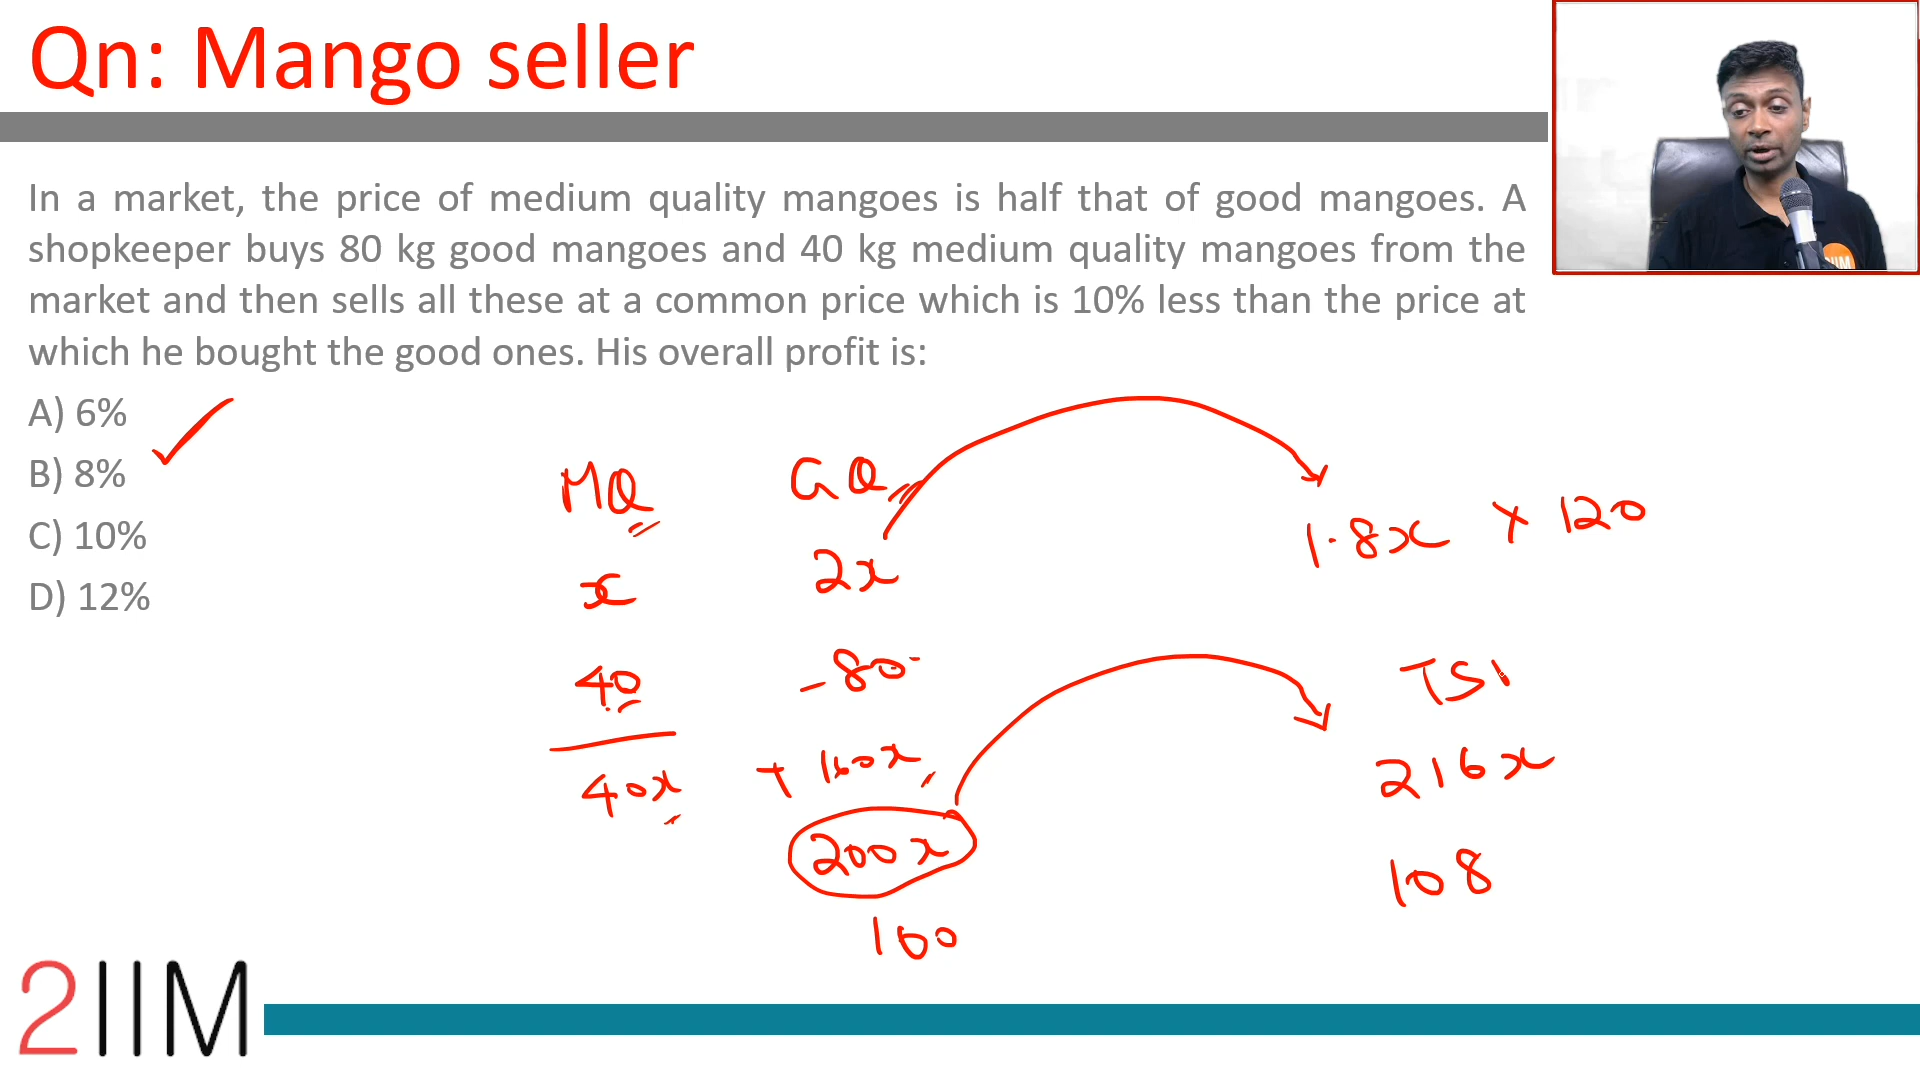 Qn: Mango seller
In a market, the price of medium quality mangoes is half that of good mangoes. A
shopkeeper buys 80 kg good mangoes and 40 kg medium quality mangoes from the
market and then sells all these at a common price which is 10% less than the price at
which he bought the good ones. His overall profit is:
A) 6%
B) 8%
C) 10%
D) 12%
MQ GQ
1.8x x 120
x 2x
40 - 80
40x + 160x
200x
100
TSP
216x
108
2IIM